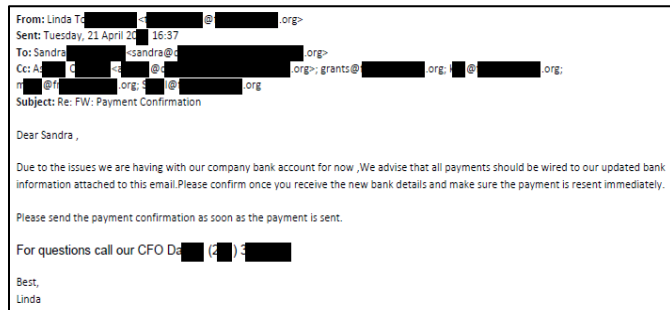 From: Linda To <t @f .org>
Sent: Tuesday, 21 April 20 16:37
To: Sandra <sandra@c .org>
Cc: A C <a @c .org>; grants@f .org; k @f .org;
m @f .org; S l@f .org
Subject: Re: FW: Payment Confirmation
Dear Sandra ,
Due to the issues we are having with our company bank account for now ,We advise that all payments should be wired to our updated bank
information attached to this email.Please confirm once you receive the new bank details and make sure the payment is resent immediately.
Please send the payment confirmation as soon as the payment is sent.
For questions call our CFO Da (2 ) 3
Best,
Linda